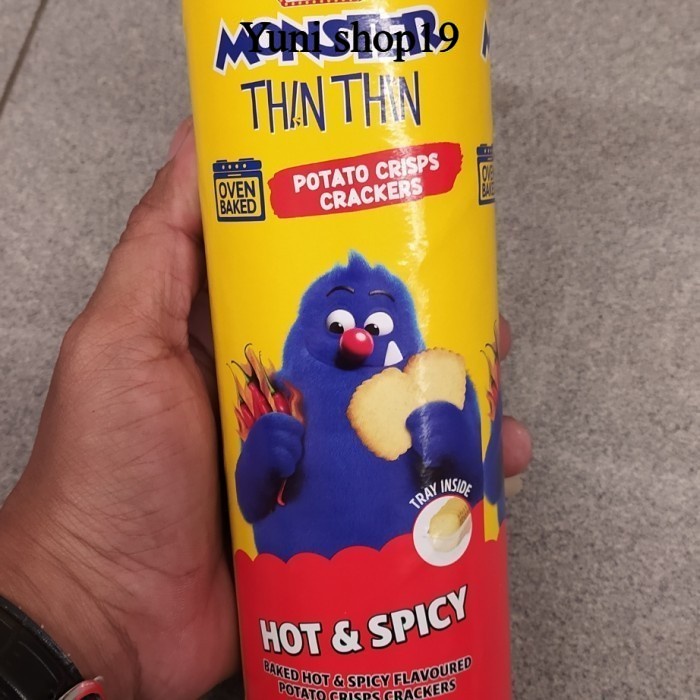 MONSTER
Yuni shop19
THIN THIN
OVEN
BAKED
POTATO CRISPS
CRACKERS
TRAY INSIDE
HOT & SPICY
BAKED HOT & SPICY FLAVOURED
POTATO CRISPS CRACKERS